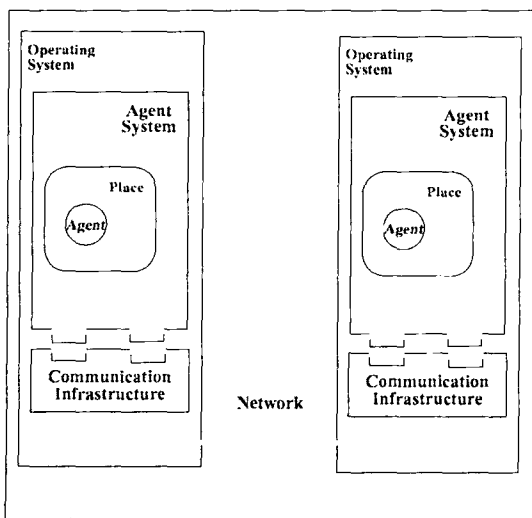 Operating
System
Agent
System
Place
Agent
Communication
Infrastructure
Network
Operating
System
Agent System
Place
Agent
Communication
Infrastructure